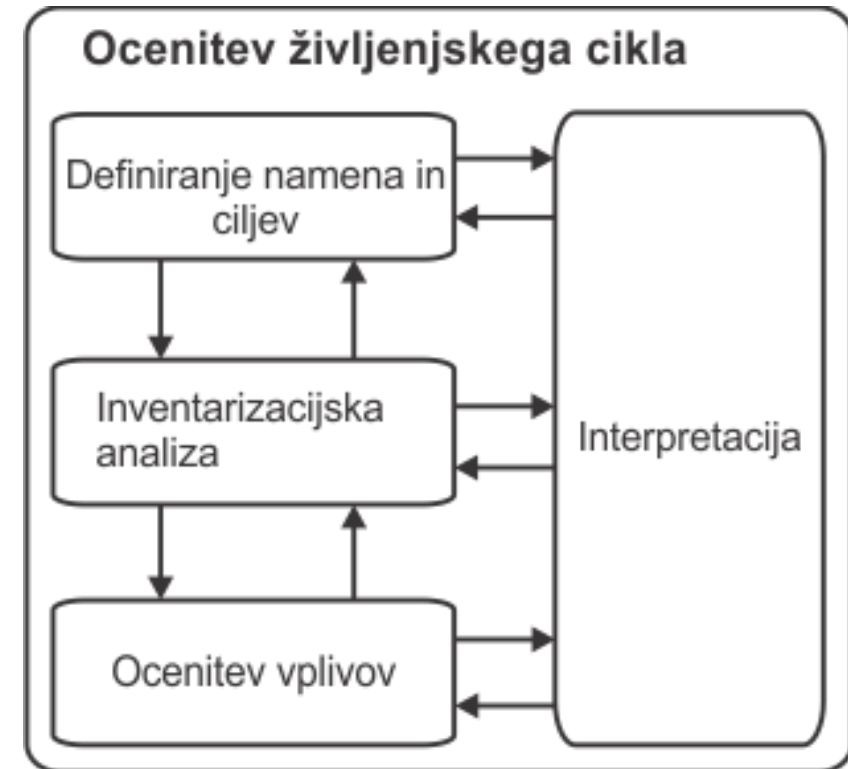 Ocenitev življenjskega cikla
Definiranje namena in
ciljev
Inventarizacijska
analiza
Interpretacija
Ocenitev vplivov